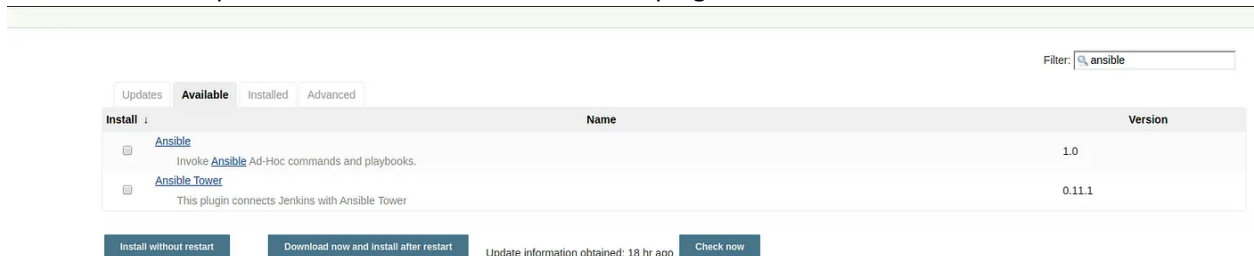 Filter: ansible
Updates Available Installed Advanced
Install ↓ Name Version
Ansible
Invoke Ansible Ad-Hoc commands and playbooks.
1.0
Ansible Tower
This plugin connects Jenkins with Ansible Tower
0.11.1
Install without restart Download now and install after restart Update information obtained: 18 hr ago Check now